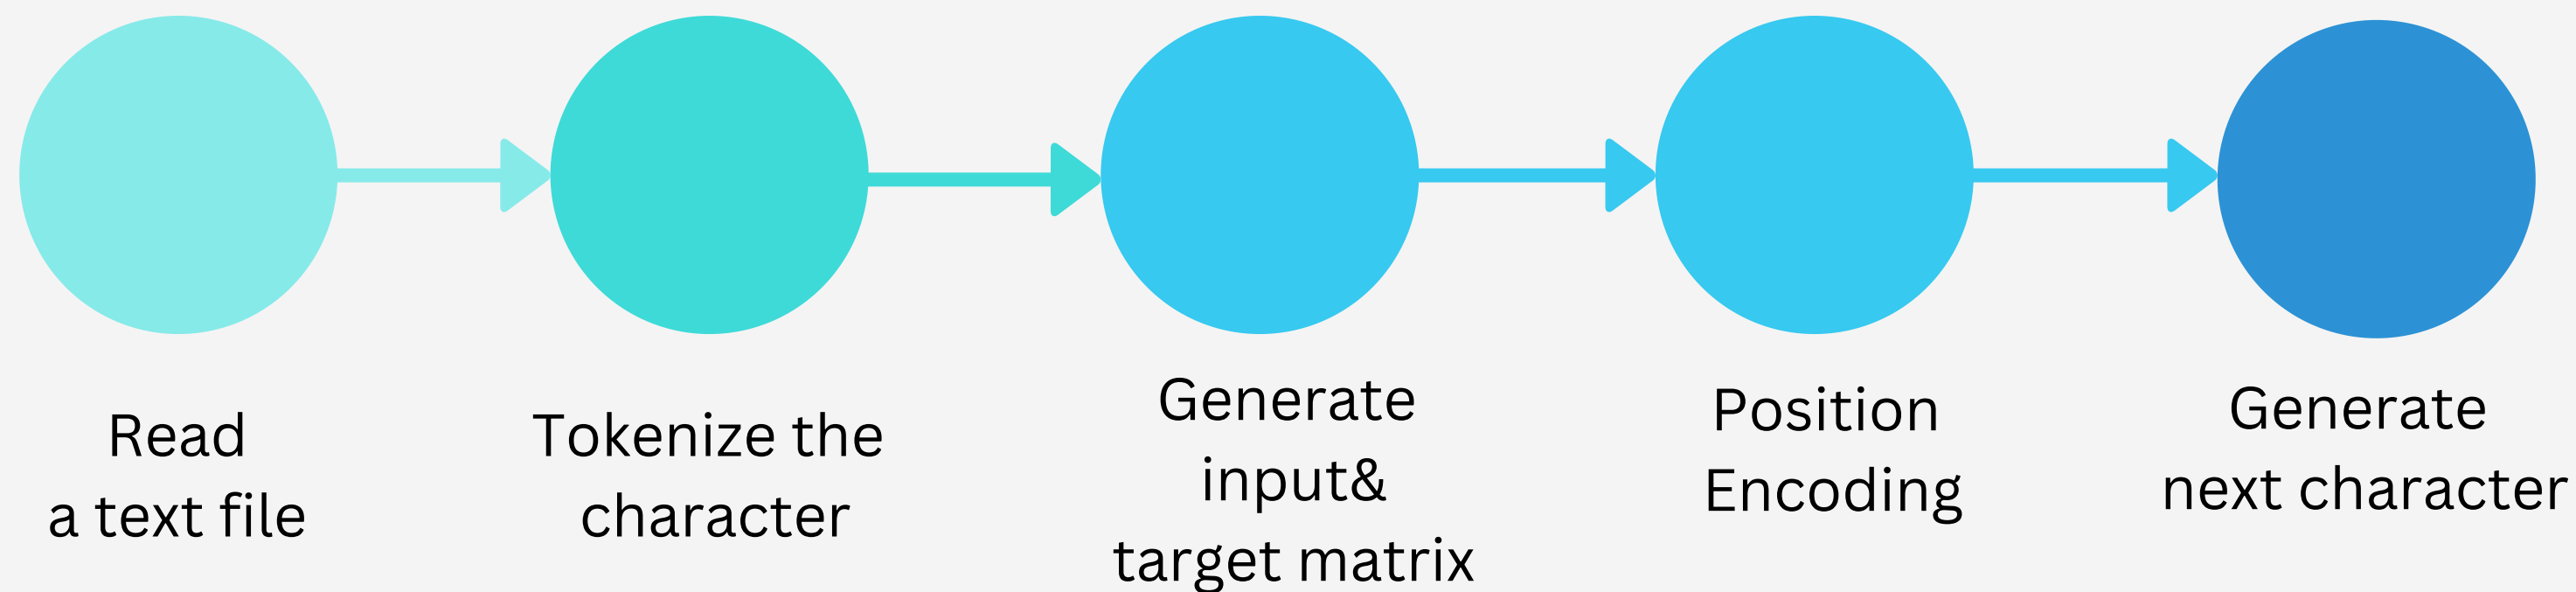 Read
a text file
Tokenize the
character
Generate
input&
target matrix
Position
Encoding
Generate
next character